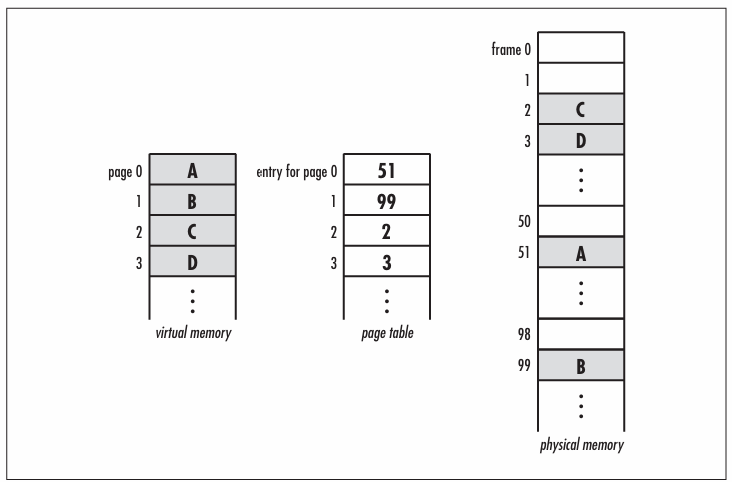 page 0 A
1 B
2 C
3 D
virtual memory
entry for page 0 51
1 99
2 2
3 3
page table
frame 0
1
2 C
3 D
50
51 A
98
99 B
physical memory